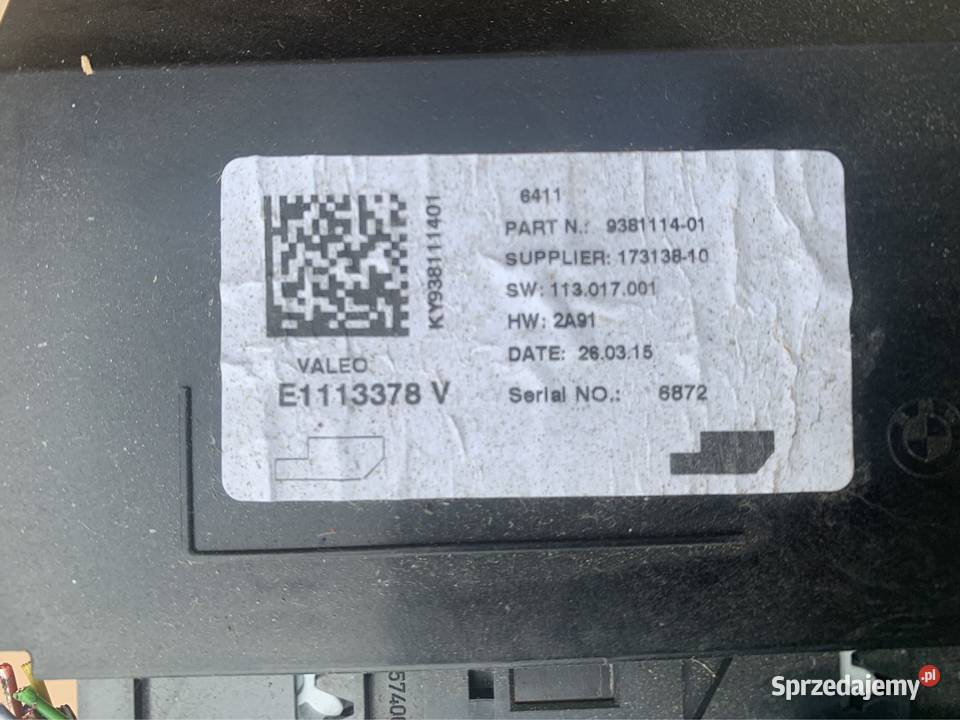 6411
PART N.: 9381114-01
SUPPLIER: 173138-10
SW: 113.017.001
HW: 2A91
DATE: 26.03.15
Serial NO.: 6872
KY938111401
VALEO
E1113378 V
Sprzedajemy.pl